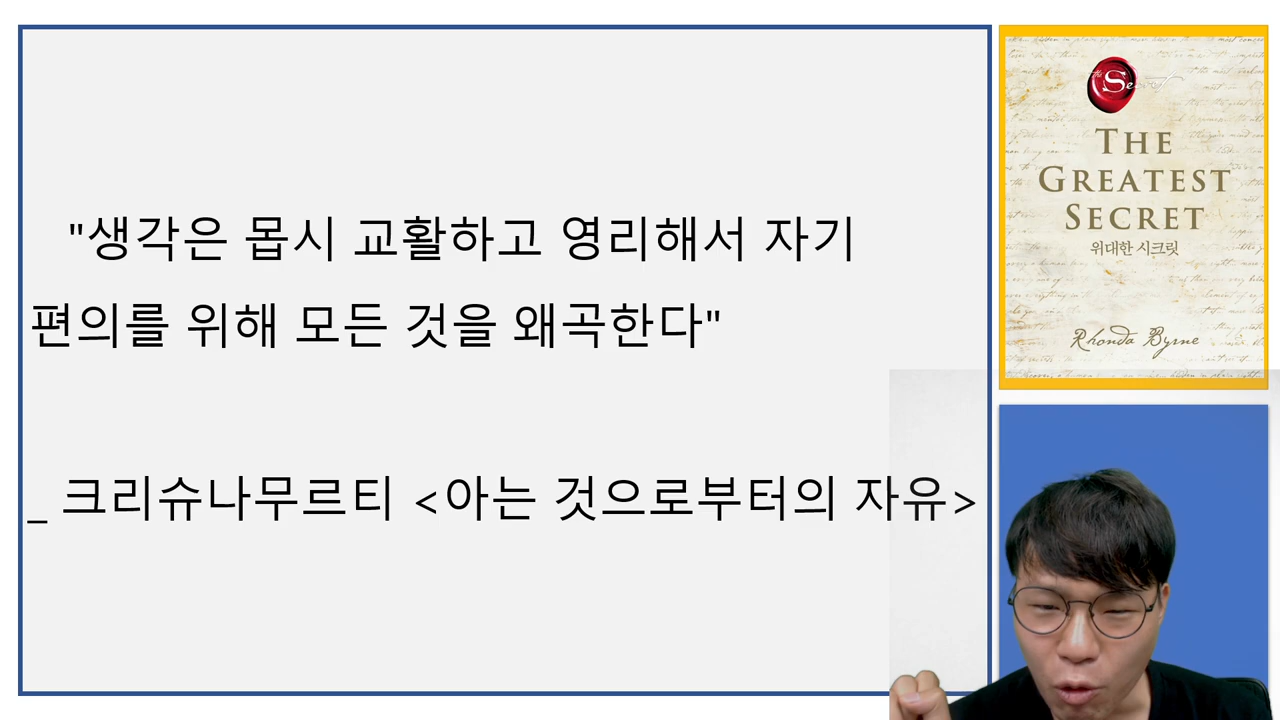 "생각은 몹시 교활하고 영리해서 자기
편의를 위해 모든 것을 왜곡한다"
_ 크리슈나무르티 <아는 것으로부터의 자유>
the Secret
THE
GREATEST
SECRET
위대한 시크릿
Rhonda Byrne